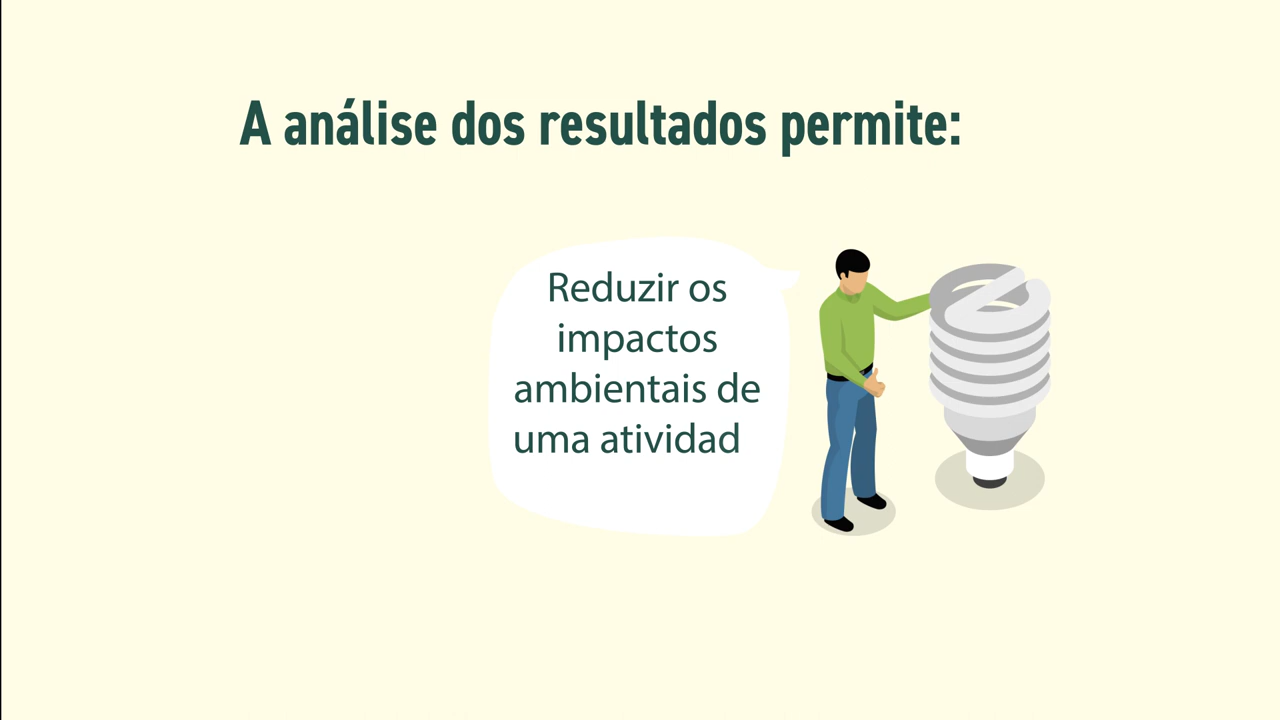 A análise dos resultados permite:
Reduzir os
impactos
ambientais de
uma atividad